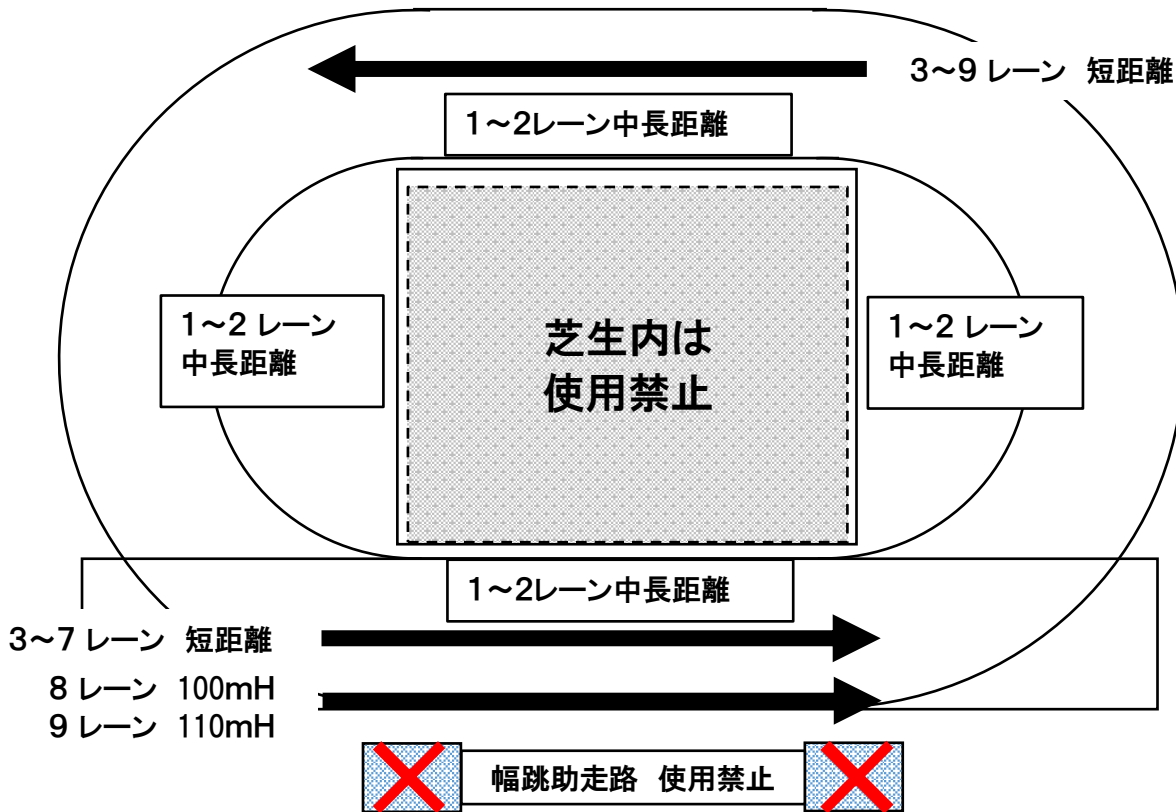 3～9 レーン 短距離
1～2レーン中長距離
1～2 レーン
中長距離
芝生内は
使用禁止
1～2 レーン
中長距離
1～2レーン中長距離
3～7 レーン 短距離
8 レーン 100mH
9 レーン 110mH
幅跳助走路 使用禁止